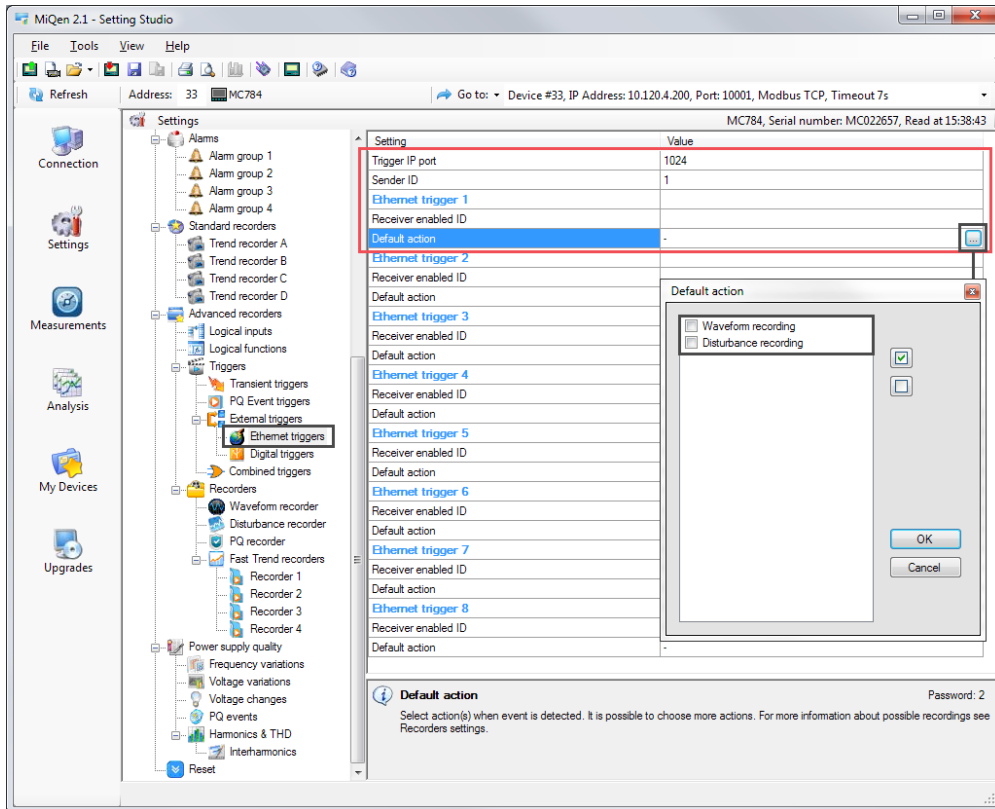 MiQen 2.1 - Setting Studio
File Tools View Help
Refresh Address: 33 MC784 Go to: Device #33, IP Address: 10.120.4.200, Port: 10001, Modbus TCP, Timeout 7s
Settings MC784, Serial number: MC022657, Read at 15:38:43
Connection
Settings
Measurements
Analysis
My Devices
Upgrades
Alarms
Alarm group 1
Alarm group 2
Alarm group 3
Alarm group 4
Standard recorders
Trend recorder A
Trend recorder B
Trend recorder C
Trend recorder D
Advanced recorders
Logical inputs
Logical functions
Triggers
Transient triggers
PQ Event triggers
External triggers
Ethernet triggers
Digital triggers
Combined triggers
Recorders
Waveform recorder
Disturbance recorder
PQ recorder
Fast Trend recorders
Recorder 1
Recorder 2
Recorder 3
Recorder 4
Power supply quality
Frequency variations
Voltage variations
Voltage changes
PQ events
Harmonics & THD
Interharmonics
Reset
Setting Value
Trigger IP port 1024
Sender ID 1
Ethernet trigger 1
Receiver enabled ID
Default action - ...
Ethernet trigger 2
Receiver enabled ID
Default action
Ethernet trigger 3
Receiver enabled ID
Default action
Ethernet trigger 4
Receiver enabled ID
Default action
Ethernet trigger 5
Receiver enabled ID
Default action
Ethernet trigger 6
Receiver enabled ID
Default action
Ethernet trigger 7
Receiver enabled ID
Default action
Ethernet trigger 8
Receiver enabled ID
Default action -
Default action
Waveform recording
Disturbance recording
OK
Cancel
Default action Password: 2
Select action(s) when event is detected. It is possible to choose more actions. For more information about possible recordings see
Recorders settings.